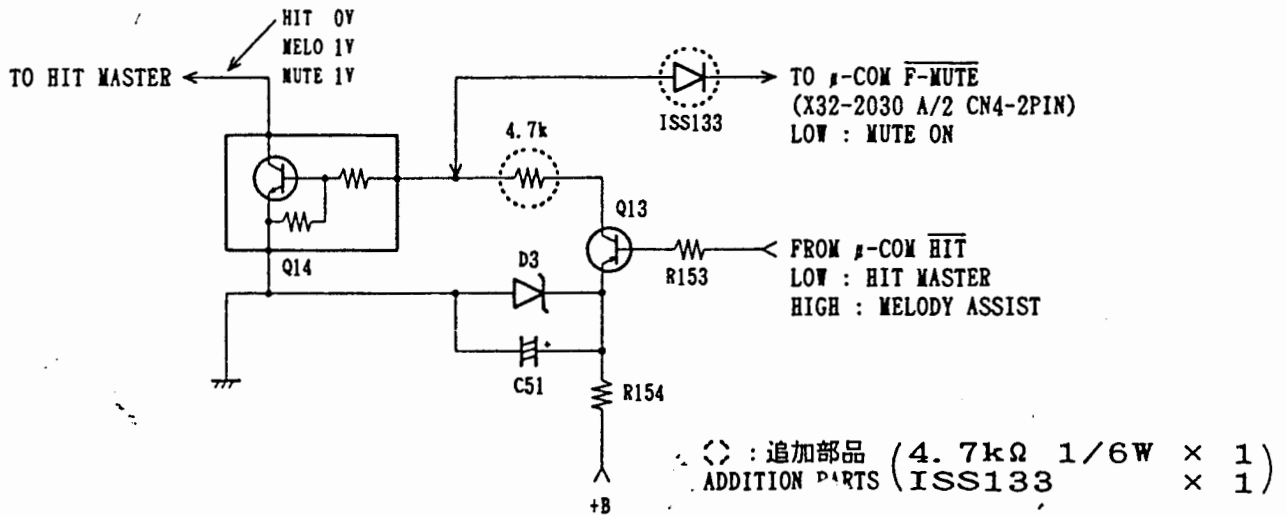 HIT 0V
MELO 1V
MUTE 1V
TO HIT MASTER
ISS133
TO μ-COM F-MUTE
(X32-2030 A/2 CN4-2PIN)
LOW : MUTE ON
4.7k
Q13
Q14
D3
R153
FROM μ-COM HIT
LOW : HIT MASTER
HIGH : MELODY ASSIST
C51
R154
+B
: 追加部品 (4.7kΩ 1/6W × 1)
ADDITION PARTS (ISS133 × 1)